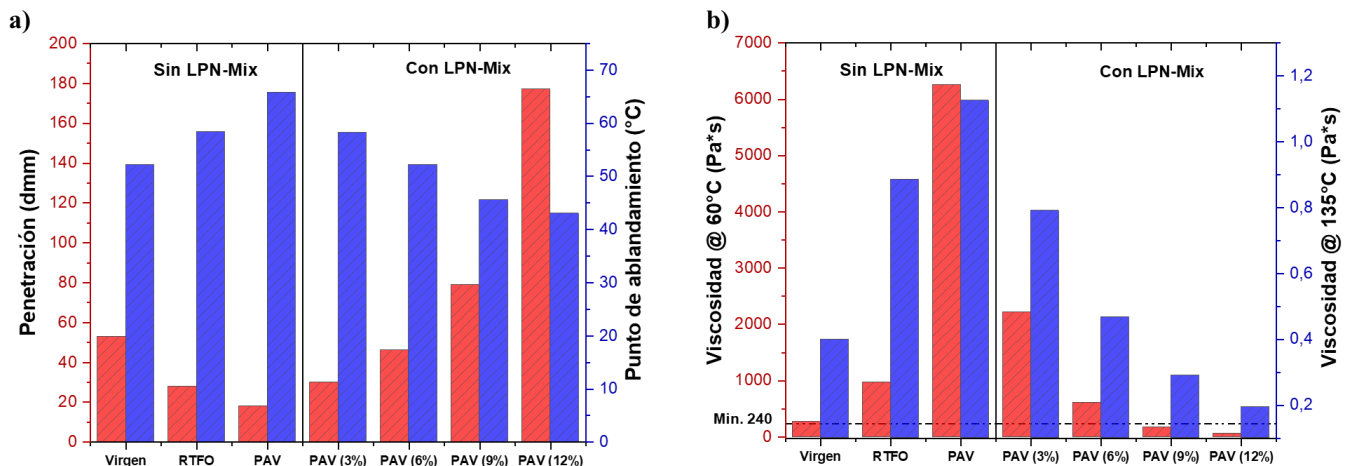 a)
Sin LPN-Mix
Con LPN-Mix
Penetración (dmm)
200
180
160
140
120
100
80
60
40
20
0
Punto de ablandamiento (°C)
70
60
50
40
30
20
10
0
Virgen RTFO PAV PAV (3%) PAV (6%) PAV (9%) PAV (12%)
b)
Sin LPN-Mix
Con LPN-Mix
Viscosidad @ 60°C (Pa*s)
7000
6000
5000
4000
3000
2000
1000
Min. 240
0
Viscosidad @ 135°C (Pa*s)
1,2
1,0
0,8
0,6
0,4
0,2
Virgen RTFO PAV PAV (3%) PAV (6%) PAV (9%) PAV (12%)